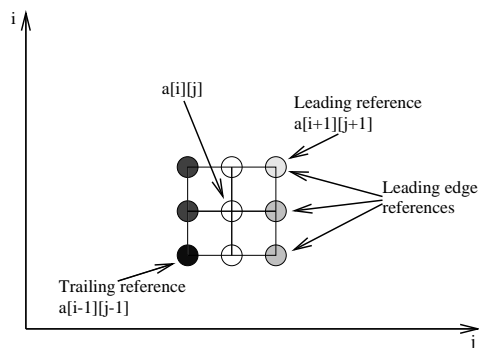 i
a[i][j]
Leading reference
a[i+1][j+1]
Leading edge
references
Trailing reference
a[i-1][j-1]
j